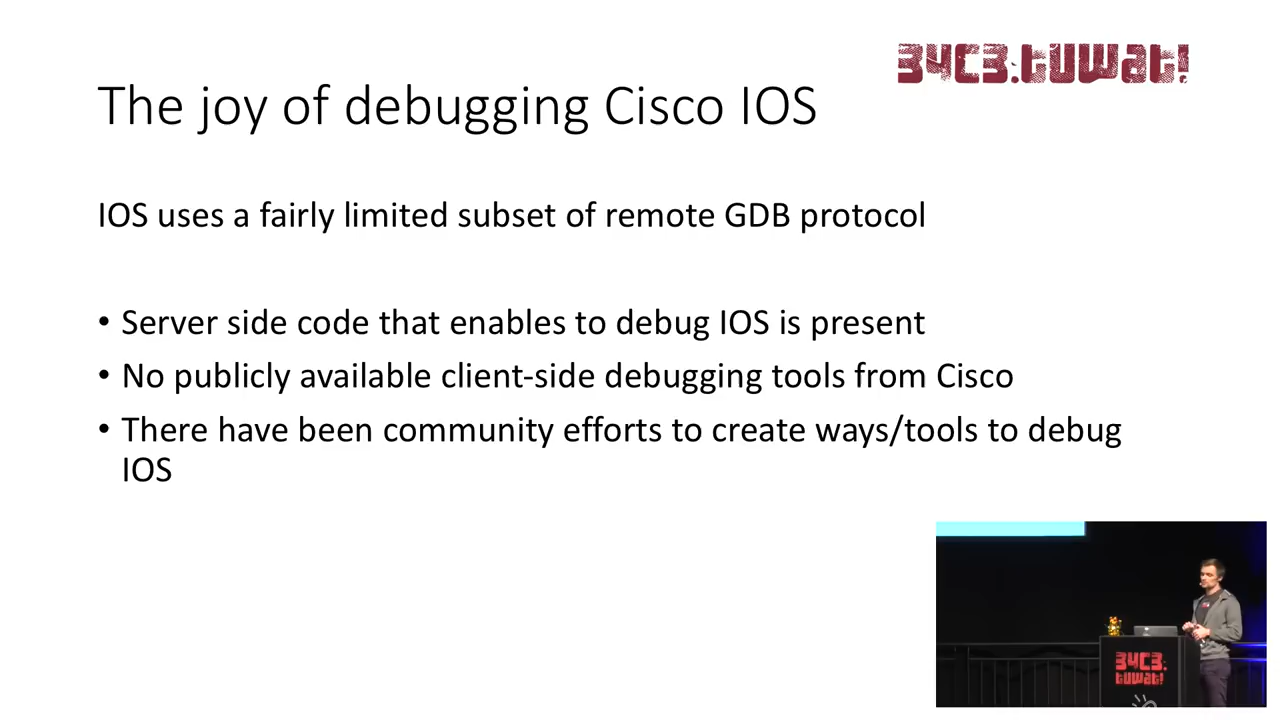 34C3.tuwat!
The joy of debugging Cisco IOS
IOS uses a fairly limited subset of remote GDB protocol
• Server side code that enables to debug IOS is present
• No publicly available client-side debugging tools from Cisco
• There have been community efforts to create ways/tools to debug
IOS
34C3.
tuwat!